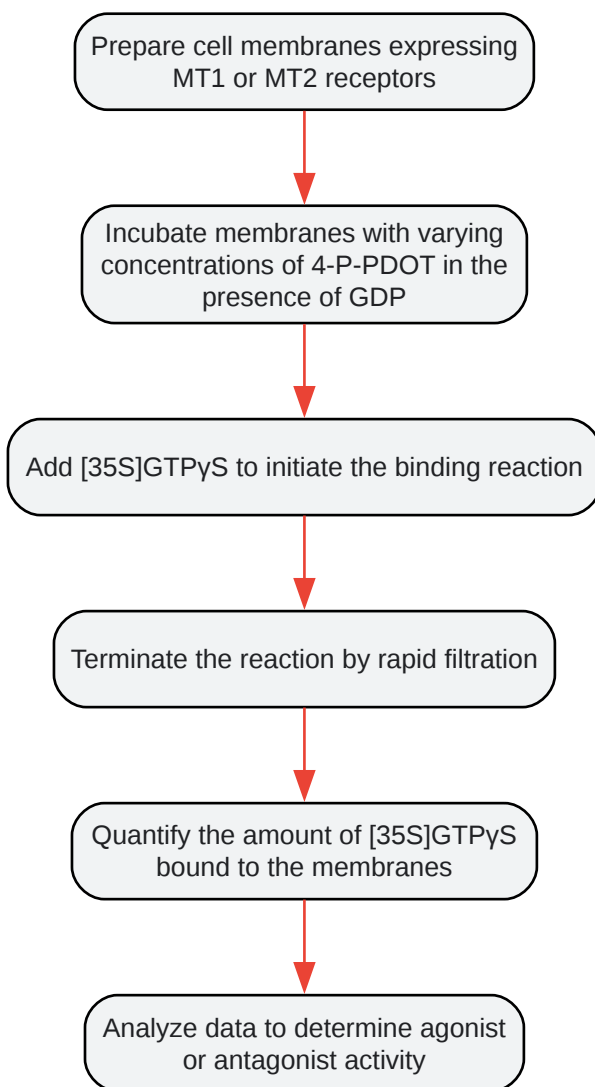 Prepare cell membranes expressing
MT1 or MT2 receptors
Incubate membranes with varying
concentrations of 4-P-PDOT in the
presence of GDP
Add [35S]GTPγS to initiate the binding reaction
Terminate the reaction by rapid filtration
Quantify the amount of [35S]GTPγS
bound to the membranes
Analyze data to determine agonist
or antagonist activity